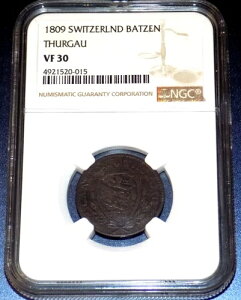 1809 SWITZERLND BATZEN
THURGAU
VF 30
4921520-015
NUMISMATIC GUARANTY CORPORATION
NGC®